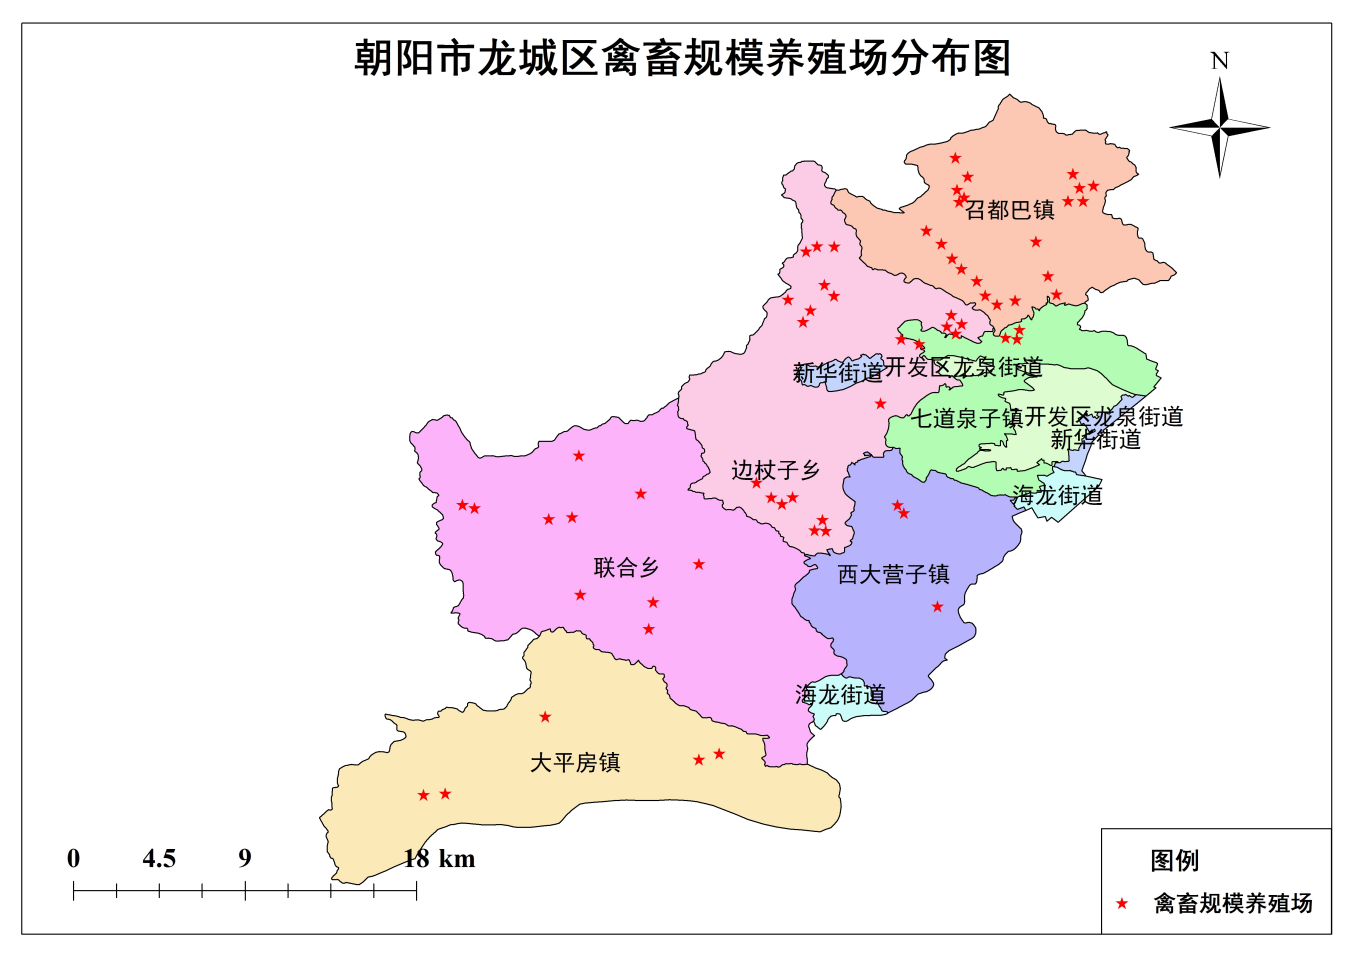 朝阳市龙城区禽畜规模养殖场分布图
N
召都巴镇
新华街道
开发区龙泉街道
七道泉子镇
开发区龙泉街道
新华街道
边杖子乡
海龙街道
联合乡
西大营子镇
海龙街道
大平房镇
0 4.5 9 18 km
图例
禽畜规模养殖场